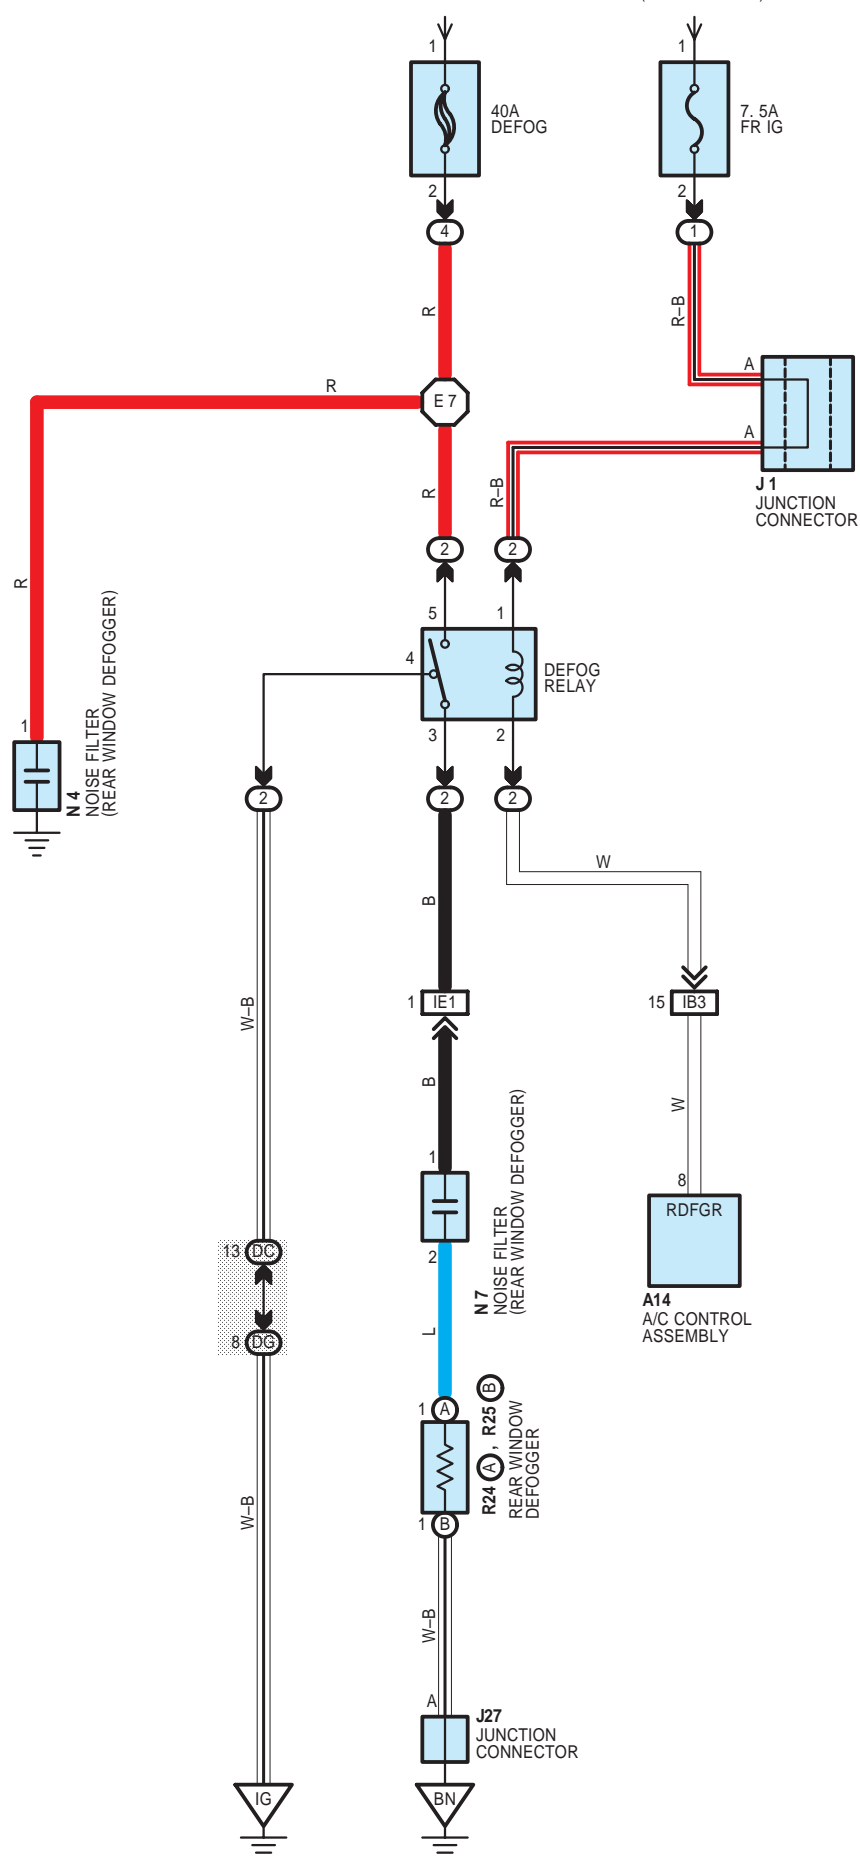 1
1
40A
DEFOG
7. 5A
FR IG
2
2
4
1
R
R–B
A
R
E 7
A
R
R–B
J 1
JUNCTION
CONNECTOR
2
2
R
5
1
4
DEFOG
RELAY
1
3
2
N 4
NOISE FILTER
(REAR WINDOW DEFOGGER)
2
2
2
W
B
W–B
1
IE1
15
IB3
B
W
1
8
RDFGR
13
DC
2
N 7
NOISE FILTER
(REAR WINDOW DEFOGGER)
A14
A/C CONTROL
ASSEMBLY
8
DG
L
1
A
R24 A , R25 B
REAR WINDOW
DEFOGGER
W–B
1
B
W–B
A
J27
JUNCTION
CONNECTOR
IG
BN